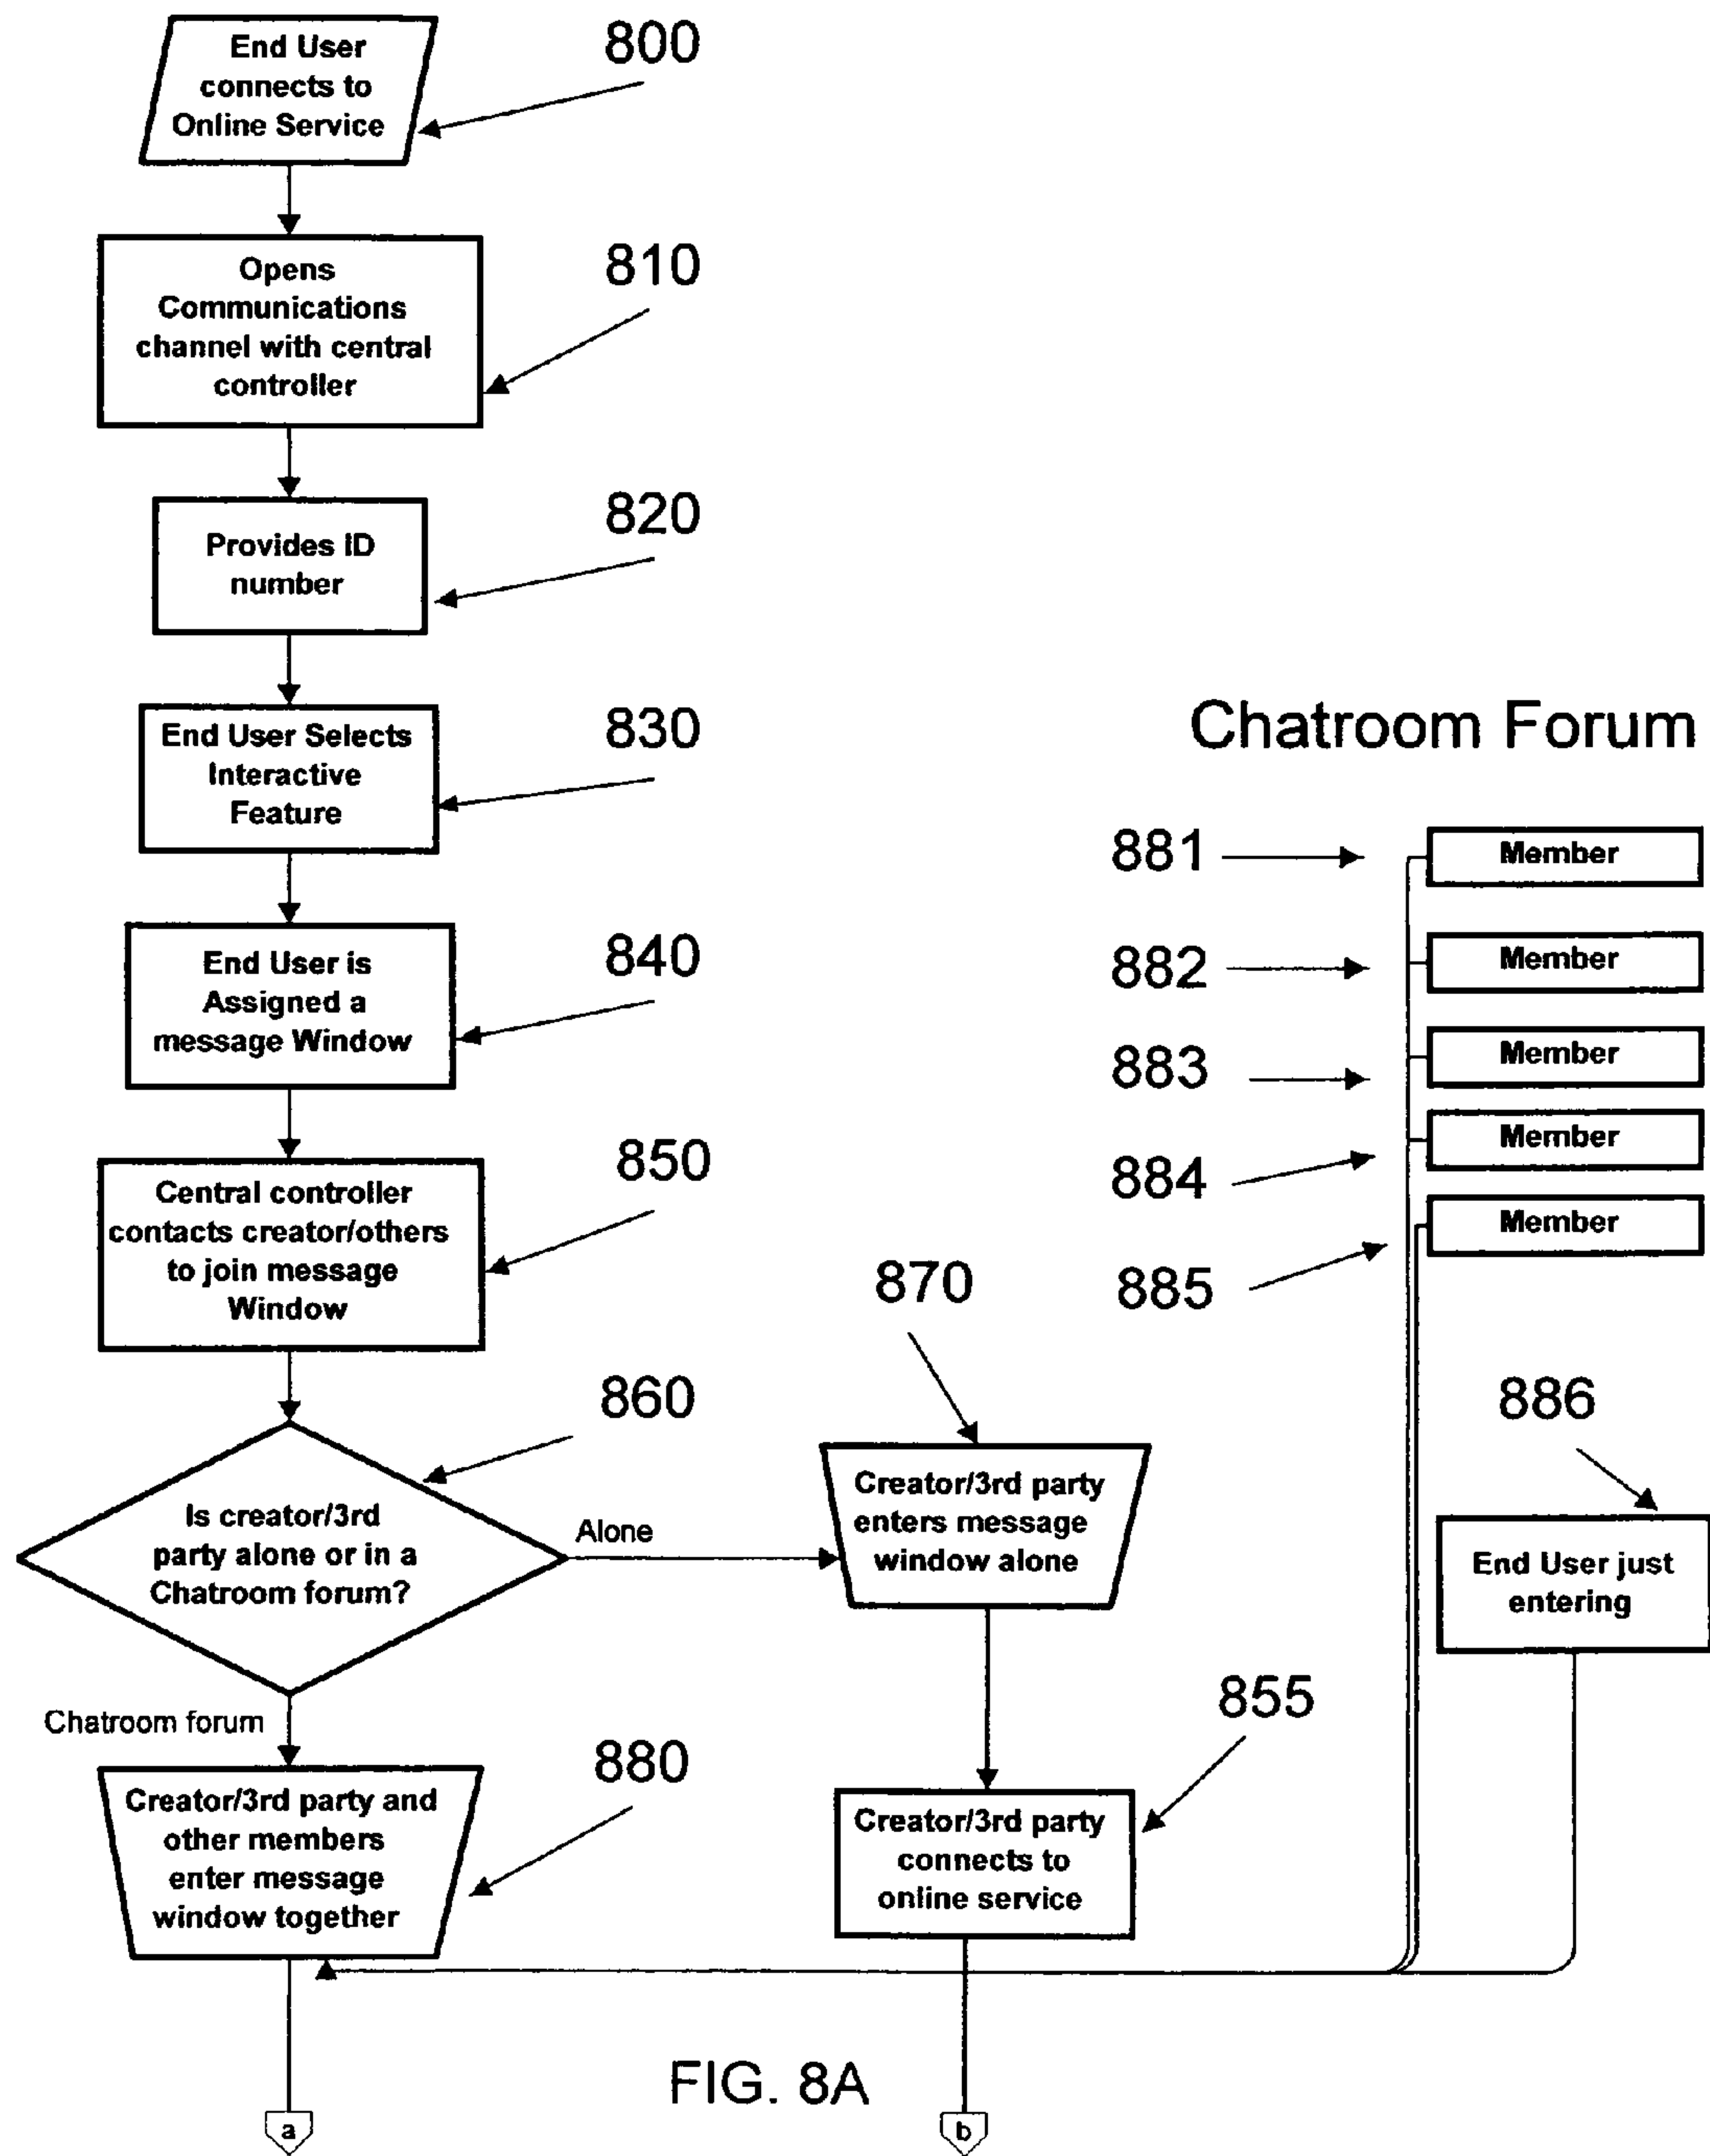 End User
connects to
Online Service
800
Opens
Communications
channel with central
controller
810
Provides ID
number
820
End User Selects
Interactive
Feature
830
End User is
Assigned a
message Window
840
Central controller
contacts creator/others
to join message
Window
850
Is creator/3rd
party alone or in a
Chatroom forum?
860
Alone
Chatroom forum
870
Creator/3rd party
enters message
window alone
855
Creator/3rd party
connects to
online service
Creator/3rd party and
other members
enter message
window together
880
Chatroom Forum
881
Member
882
Member
883
Member
884
Member
885
Member
886
End User just
entering
FIG. 8A
a
b